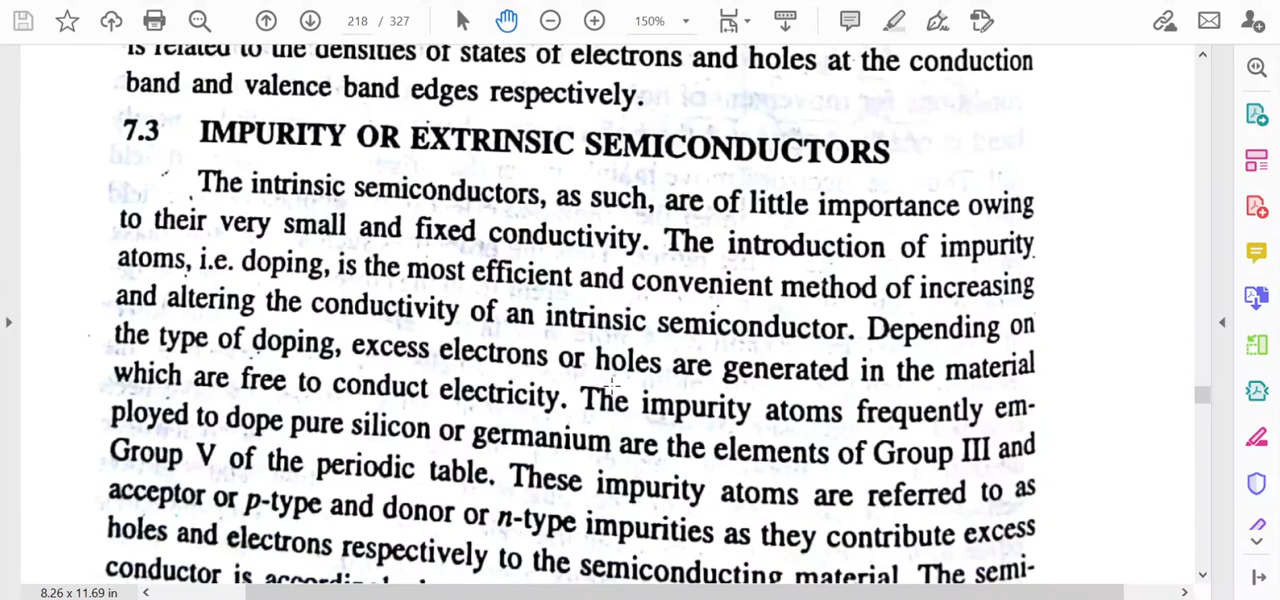 218 / 327
150%
is related to the densities of states of electrons and holes at the conduction
band and valence band edges respectively.
7.3 IMPURITY OR EXTRINSIC SEMICONDUCTORS
The intrinsic semiconductors, as such, are of little importance owing
to their very small and fixed conductivity. The introduction of impurity
atoms, i.e. doping, is the most efficient and convenient method of increasing
and altering the conductivity of an intrinsic semiconductor. Depending on
the type of doping, excess electrons or holes are generated in the material
which are free to conduct electricity. The impurity atoms frequently em-
ployed to dope pure silicon or germanium are the elements of Group III and
Group V of the periodic table. These impurity atoms are referred to as
acceptor or p-type and donor or n-type impurities as they contribute excess
holes and electrons respectively to the semiconducting material. The semi-
conductor is
8.26 x 11.69 in